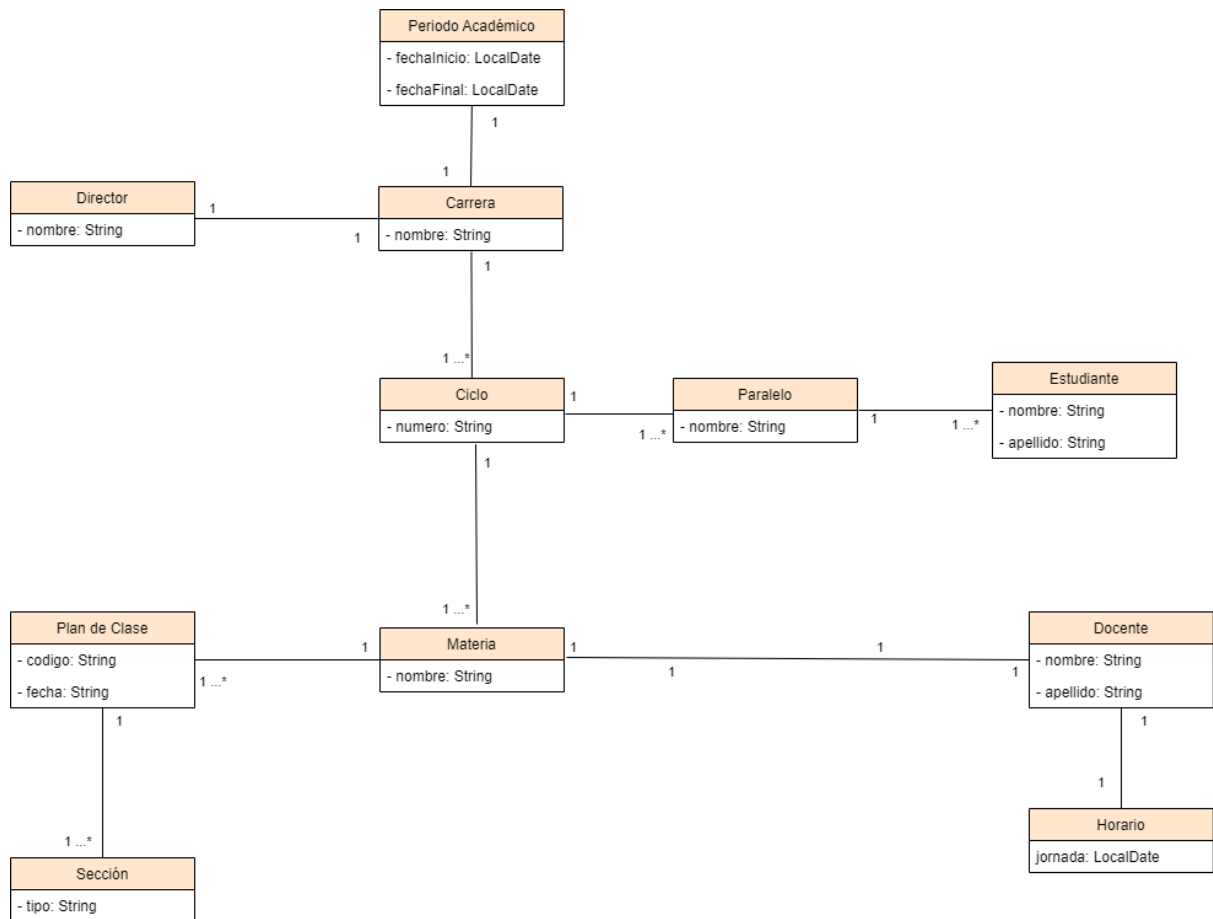 Periodo Académico
- fechaInicio: LocalDate
- fechaFinal: LocalDate
1
1
Director
- nombre: String
1
1
Carrera
- nombre: String
1
1 ...*
Ciclo
- numero: String
1
1 ...*
Paralelo
- nombre: String
1
1 ...*
Estudiante
- nombre: String
- apellido: String
1
1 ...*
Plan de Clase
- codigo: String
- fecha: String
1
1 ...*
Materia
- nombre: String
1
1
1
1
Docente
- nombre: String
- apellido: String
1
1
1
1 ...*
Horario
jornada: LocalDate
Sección
- tipo: String